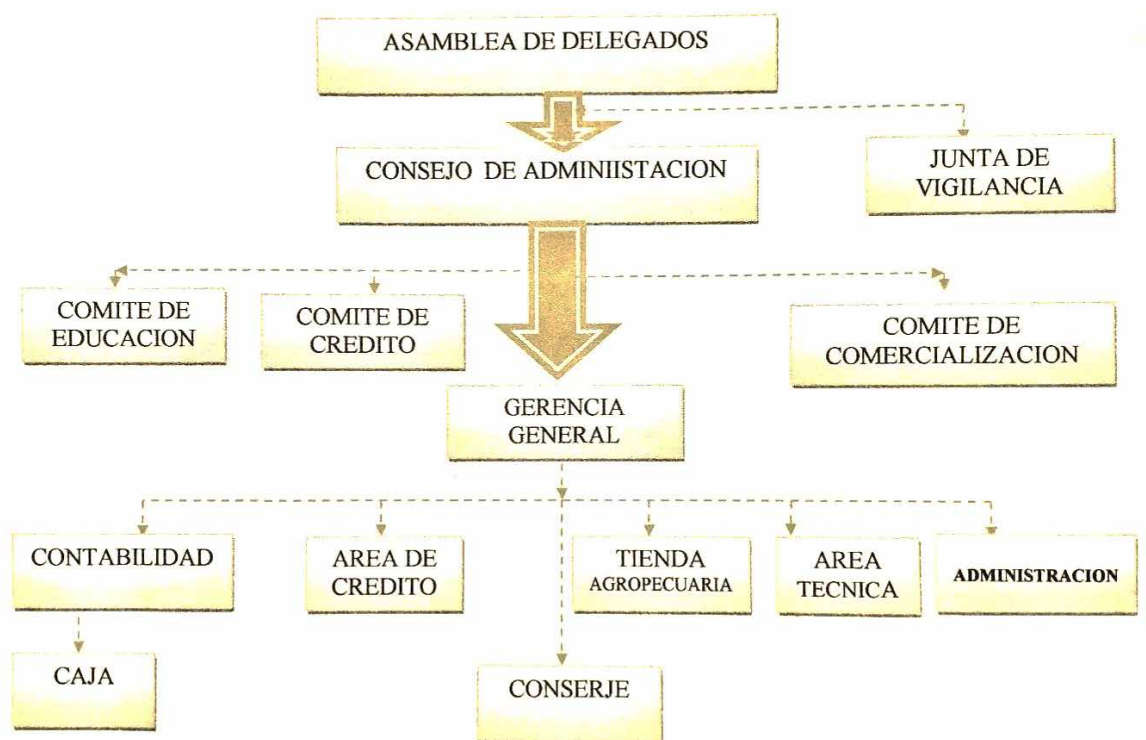 ASAMBLEA DE DELEGADOS
CONSEJO DE ADMINIISTACION
JUNTA DE
VIGILANCIA
COMITE DE
EDUCACION
COMITE DE
CREDITO
COMITE DE
COMERCIALIZACION
GERENCIA
GENERAL
CONTABILIDAD
AREA DE
CREDITO
TIENDA
AGROPECUARIA
AREA
TECNICA
ADMINISTRACION
CAJA
CONSERJE